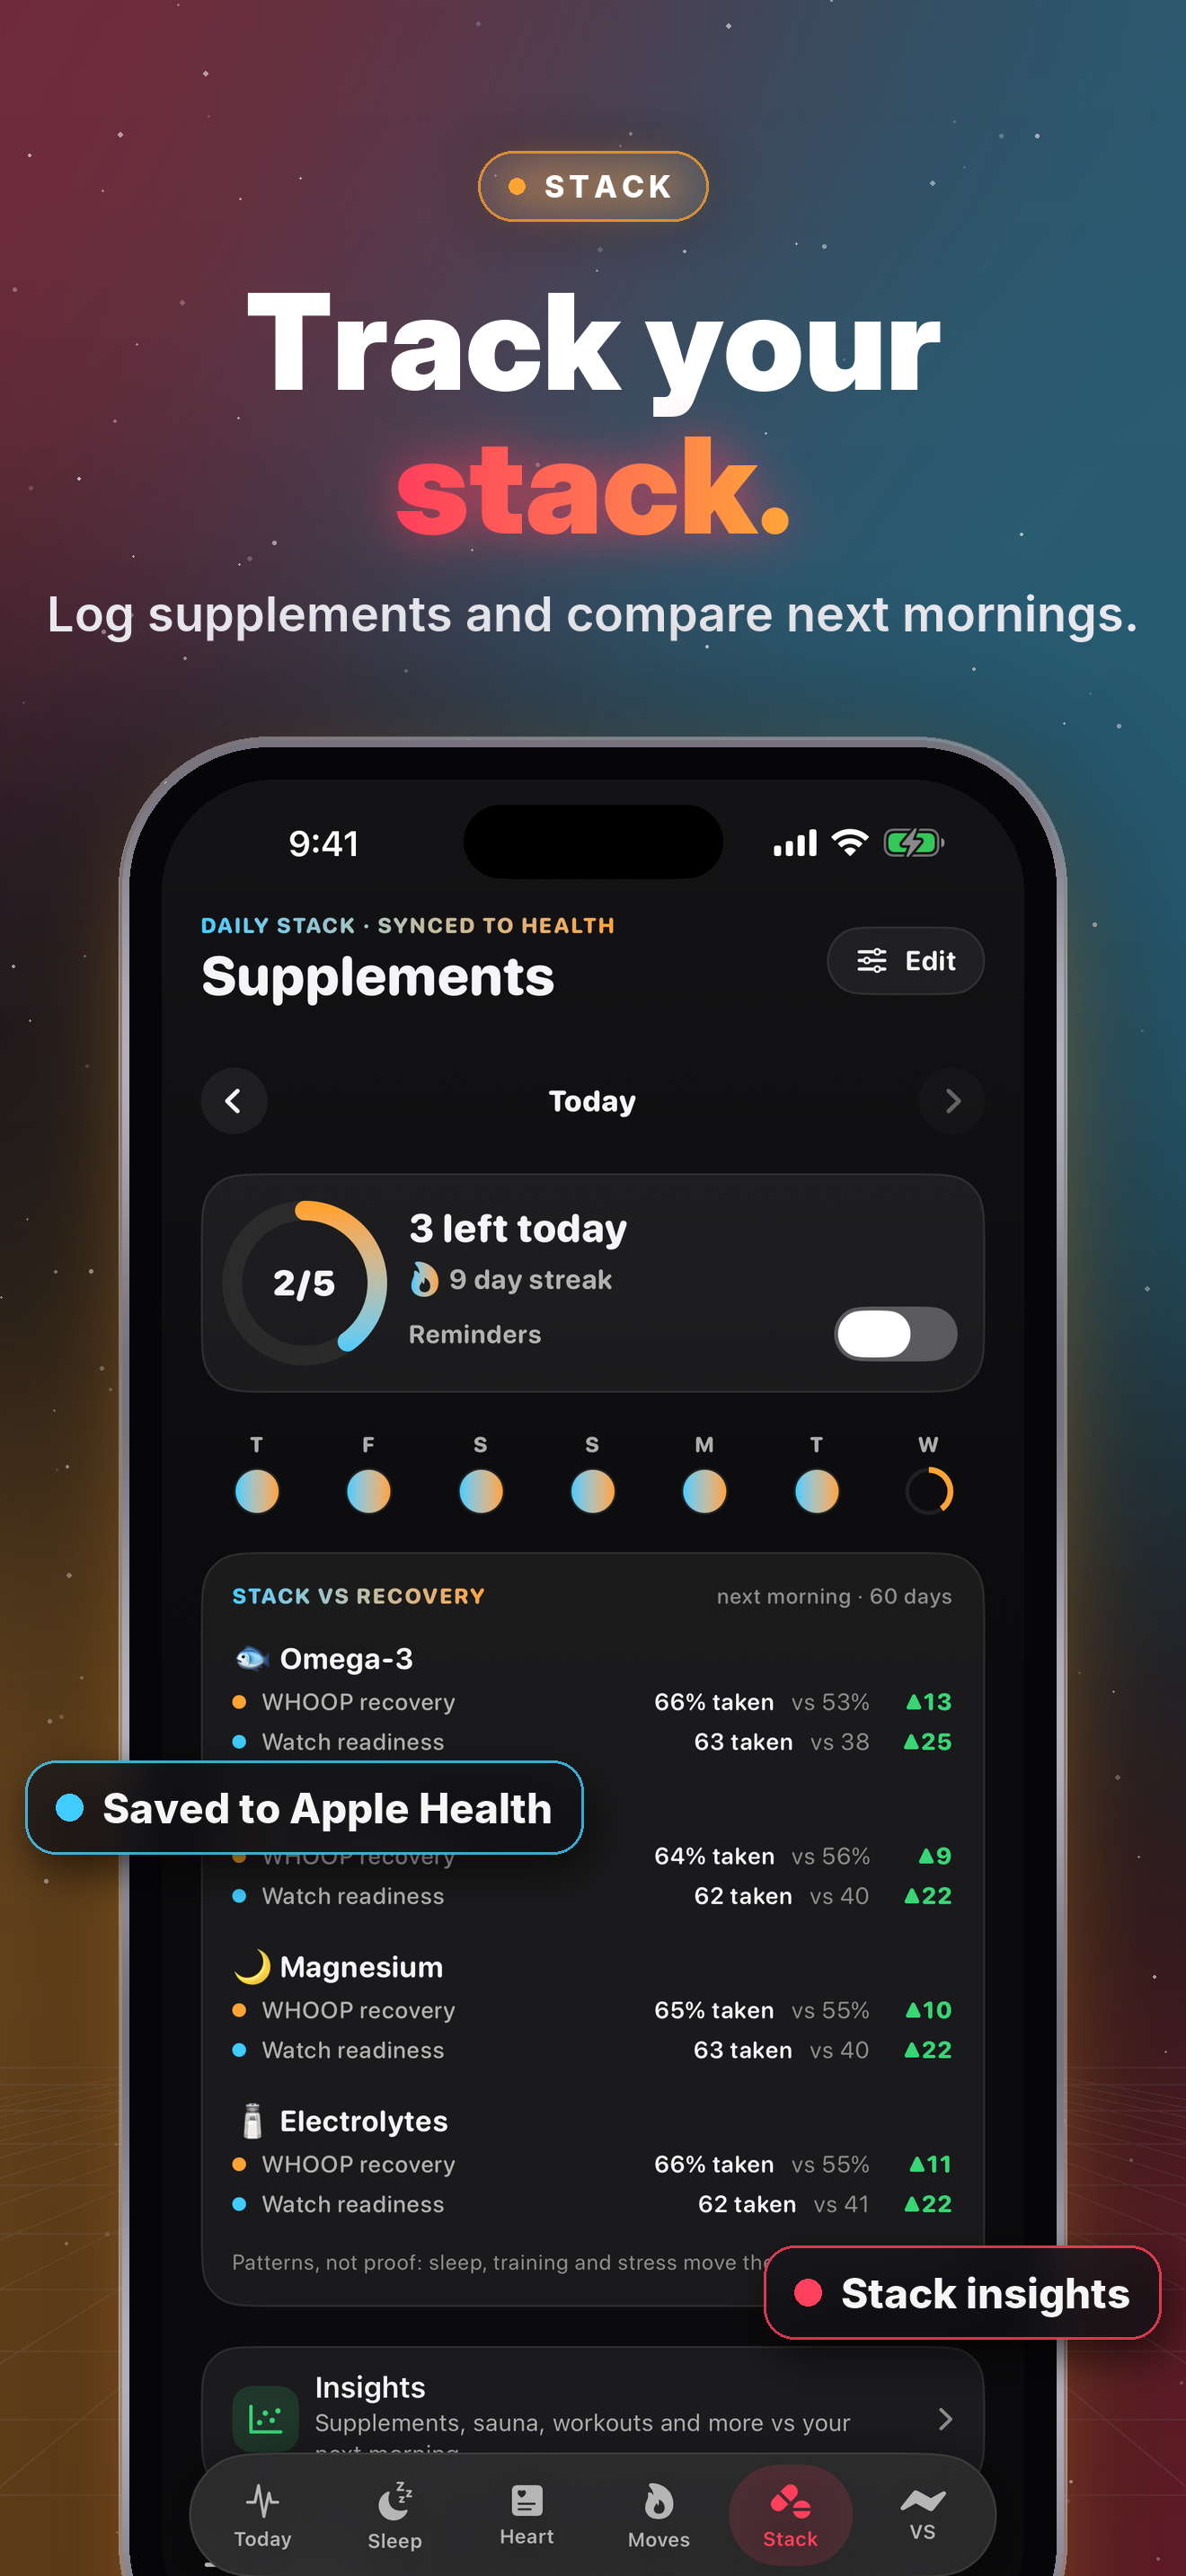 STACK
Track your
stack.
Log supplements and compare next mornings.
9:41
DAILY STACK · SYNCED TO HEALTH
Supplements
Edit
Today
2/5
3 left today
9 day streak
Reminders
T F S S M T W
STACK VS RECOVERY next morning · 60 days
Omega-3
WHOOP recovery 66% taken vs 53% ▲13
Watch readiness 63 taken vs 38 ▲25
Saved to Apple Health
WHOOP recovery 64% taken vs 56% ▲9
Watch readiness 62 taken vs 40 ▲22
Magnesium
WHOOP recovery 65% taken vs 55% ▲10
Watch readiness 63 taken vs 40 ▲22
Electrolytes
WHOOP recovery 66% taken vs 55% ▲11
Watch readiness 62 taken vs 41 ▲22
Patterns, not proof: sleep, training and stress move
Stack insights
Insights
Supplements, sauna, workouts and more vs your
next morning
Today Sleep Heart Moves Stack VS